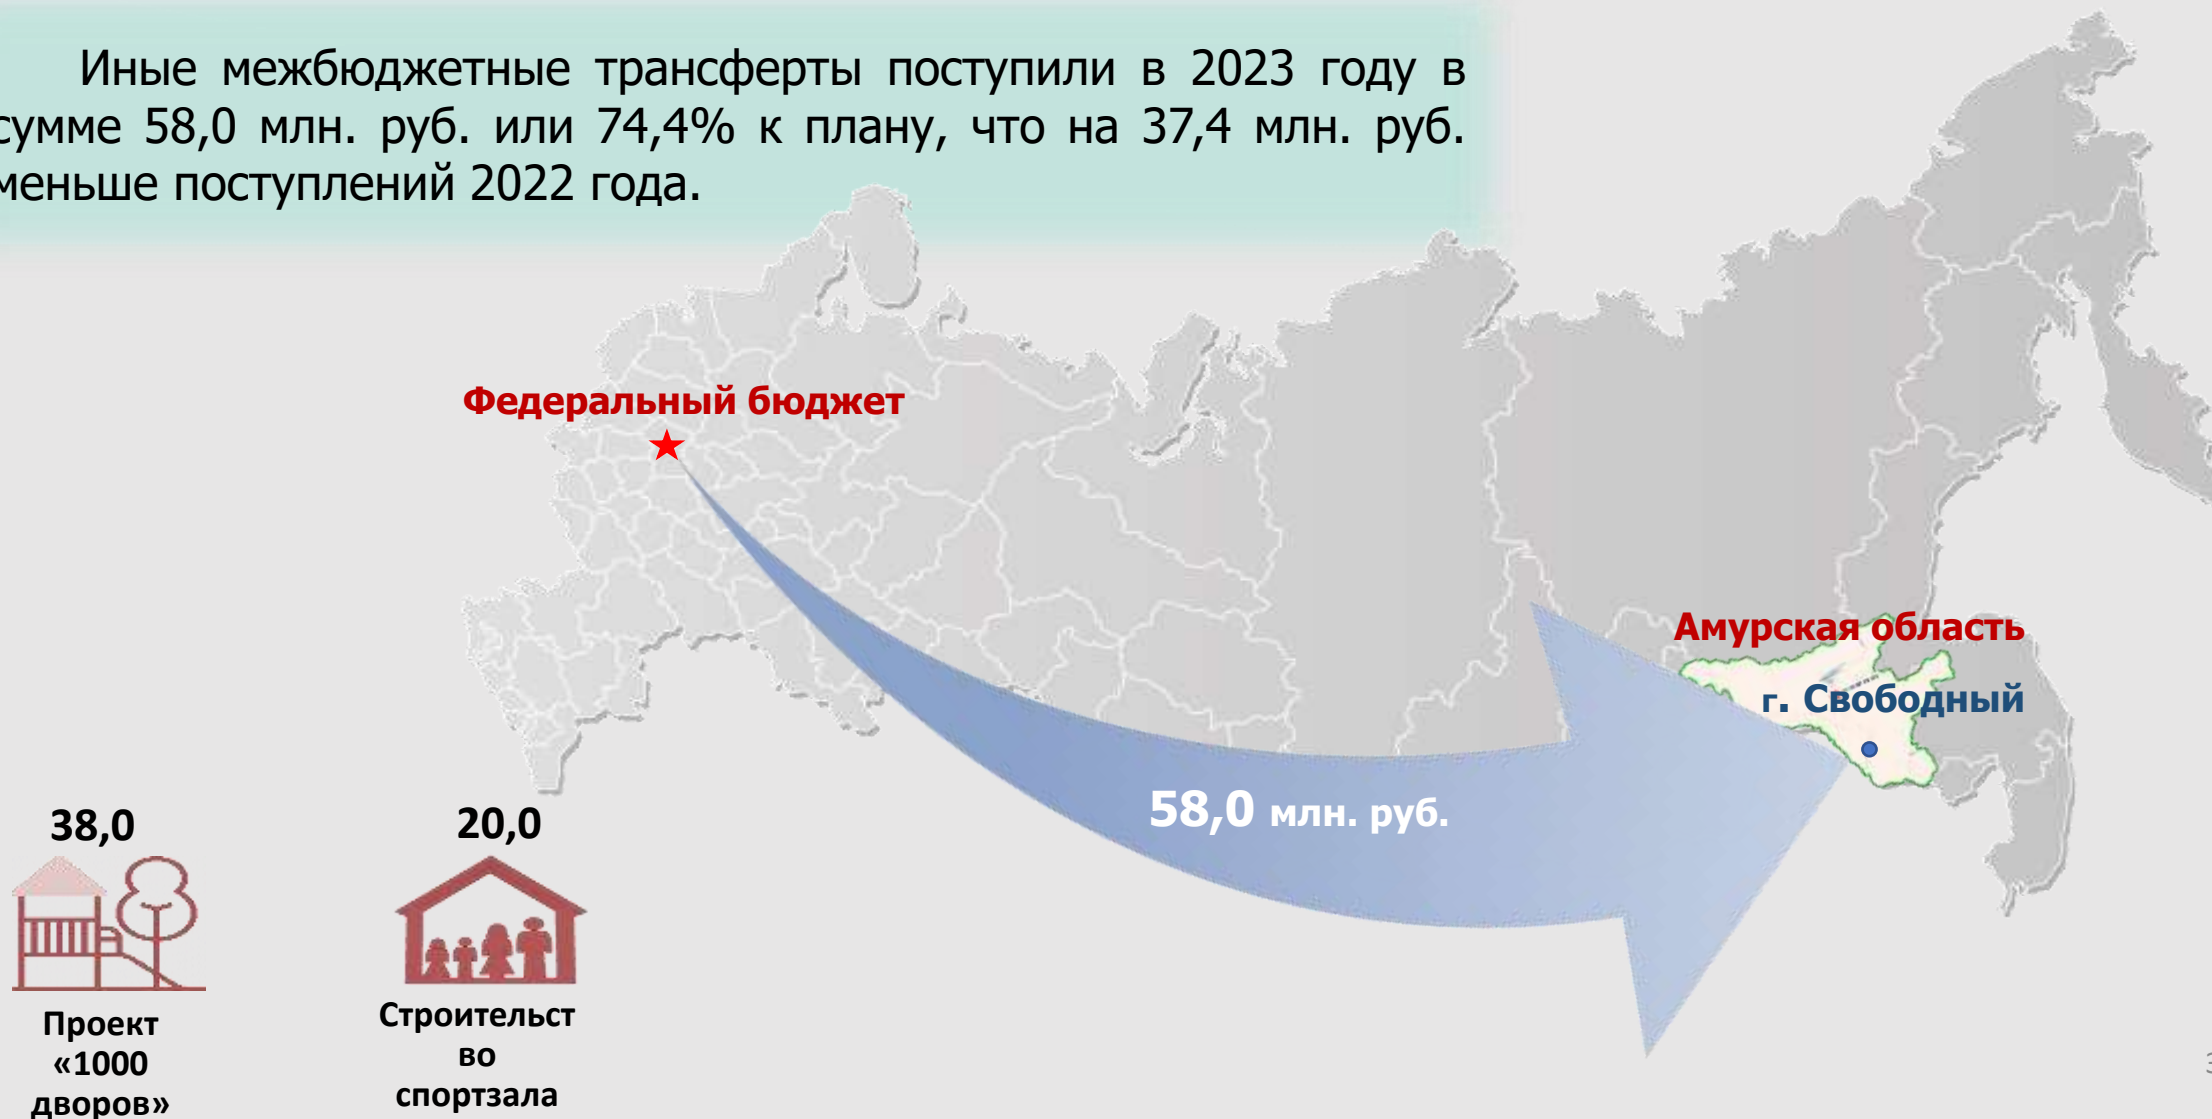 Иные межбюджетные трансферты поступили в 2023 году в
сумме 58,0 млн. руб. или 74,4% к плану, что на 37,4 млн. руб.
меньше поступлений 2022 года.
Федеральный бюджет
Амурская область
г. Свободный
58,0 млн. руб.
38,0
20,0
Проект
«1000
дворов»
Строительст
во
спортзала